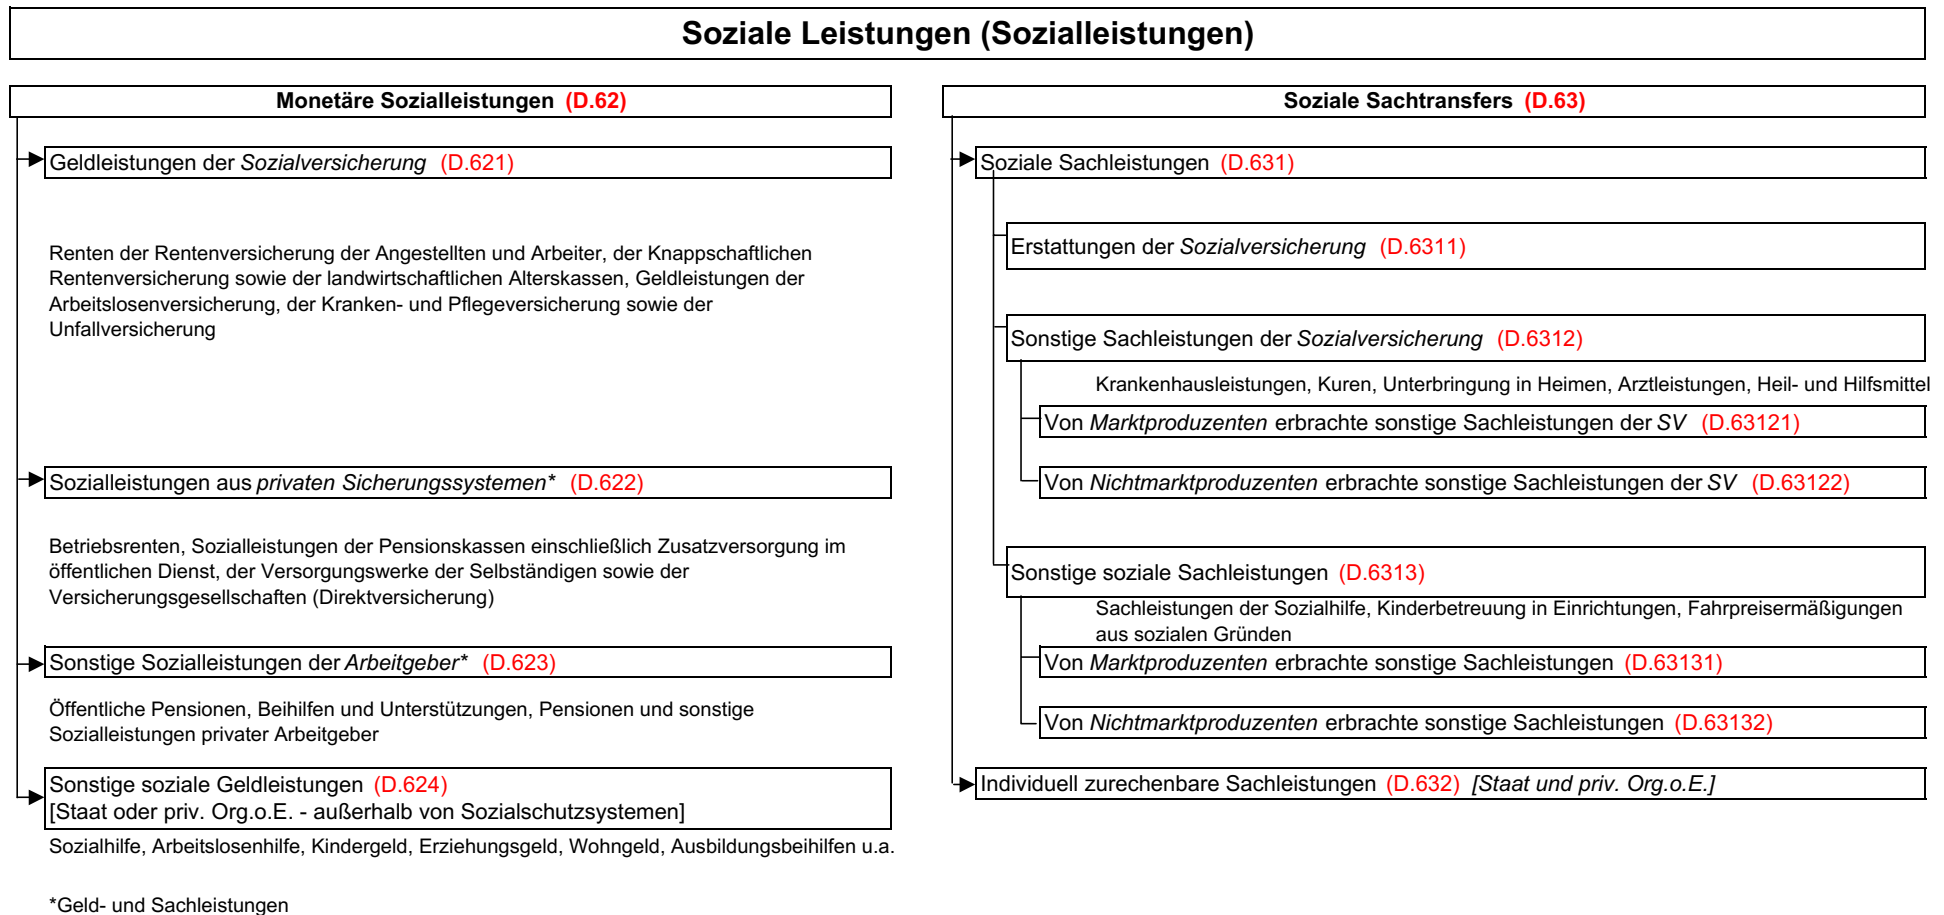 Soziale Leistungen (Sozialleistungen)
Monetäre Sozialleistungen (D.62)
Geldleistungen der Sozialversicherung (D.621)
Renten der Rentenversicherung der Angestellten und Arbeiter, der Knappschaftlichen
Rentenversicherung sowie der landwirtschaftlichen Alterskassen, Geldleistungen der
Arbeitslosenversicherung, der Kranken- und Pflegeversicherung sowie der
Unfallversicherung
Sozialleistungen aus privaten Sicherungssystemen* (D.622)
Betriebsrenten, Sozialleistungen der Pensionskassen einschließlich Zusatzversorgung im
öffentlichen Dienst, der Versorgungswerke der Selbständigen sowie der
Versicherungsgesellschaften (Direktversicherung)
Sonstige Sozialleistungen der Arbeitgeber* (D.623)
Öffentliche Pensionen, Beihilfen und Unterstützungen, Pensionen und sonstige
Sozialleistungen privater Arbeitgeber
Sonstige soziale Geldleistungen (D.624)
[Staat oder priv. Org.o.E. - außerhalb von Sozialschutzsystemen]
Sozialhilfe, Arbeitslosenhilfe, Kindergeld, Erziehungsgeld, Wohngeld, Ausbildungsbeihilfen u.a.
*Geld- und Sachleistungen
Soziale Sachtransfers (D.63)
Soziale Sachleistungen (D.631)
Erstattungen der Sozialversicherung (D.6311)
Sonstige Sachleistungen der Sozialversicherung (D.6312)
Krankenhausleistungen, Kuren, Unterbringung in Heimen, Arztleistungen, Heil- und Hilfsmittel
Von Marktproduzenten erbrachte sonstige Sachleistungen der SV (D.63121)
Von Nichtmarktproduzenten erbrachte sonstige Sachleistungen der SV (D.63122)
Sonstige soziale Sachleistungen (D.6313)
Sachleistungen der Sozialhilfe, Kinderbetreuung in Einrichtungen, Fahrpreisermäßigungen
aus sozialen Gründen
Von Marktproduzenten erbrachte sonstige Sachleistungen (D.63131)
Von Nichtmarktproduzenten erbrachte sonstige Sachleistungen (D.63132)
Individuell zurechenbare Sachleistungen (D.632) [Staat und priv. Org.o.E.]